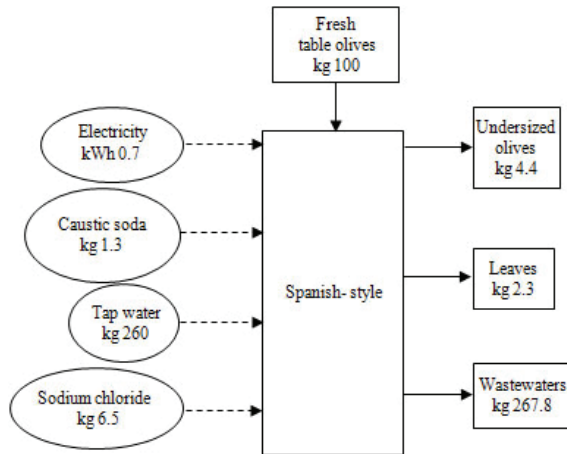 Fresh
table olives
kg 100
Electricity
kWh 0.7
Caustic soda
kg 1.3
Tap water
kg 260
Sodium chloride
kg 6.5
Spanish- style
Undersized
olives
kg 4.4
Leaves
kg 2.3
Wastewaters
kg 267.8